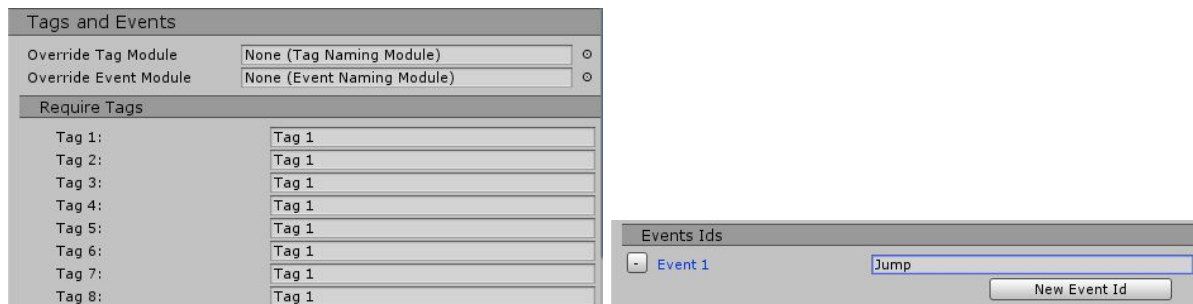 Tags and Events
Override Tag Module None (Tag Naming Module)
Override Event Module None (Event Naming Module)
Require Tags
Tag 1: Tag 1
Tag 2: Tag 1
Tag 3: Tag 1
Tag 4: Tag 1
Tag 5: Tag 1
Tag 6: Tag 1
Tag 7: Tag 1
Tag 8: Tag 1
Events Ids
- Event 1 Jump
New Event Id